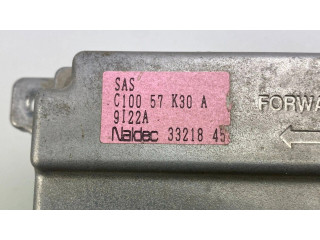 SAS
C100 57 K30 A
9I22A
Naldec 33218 45
FORWA